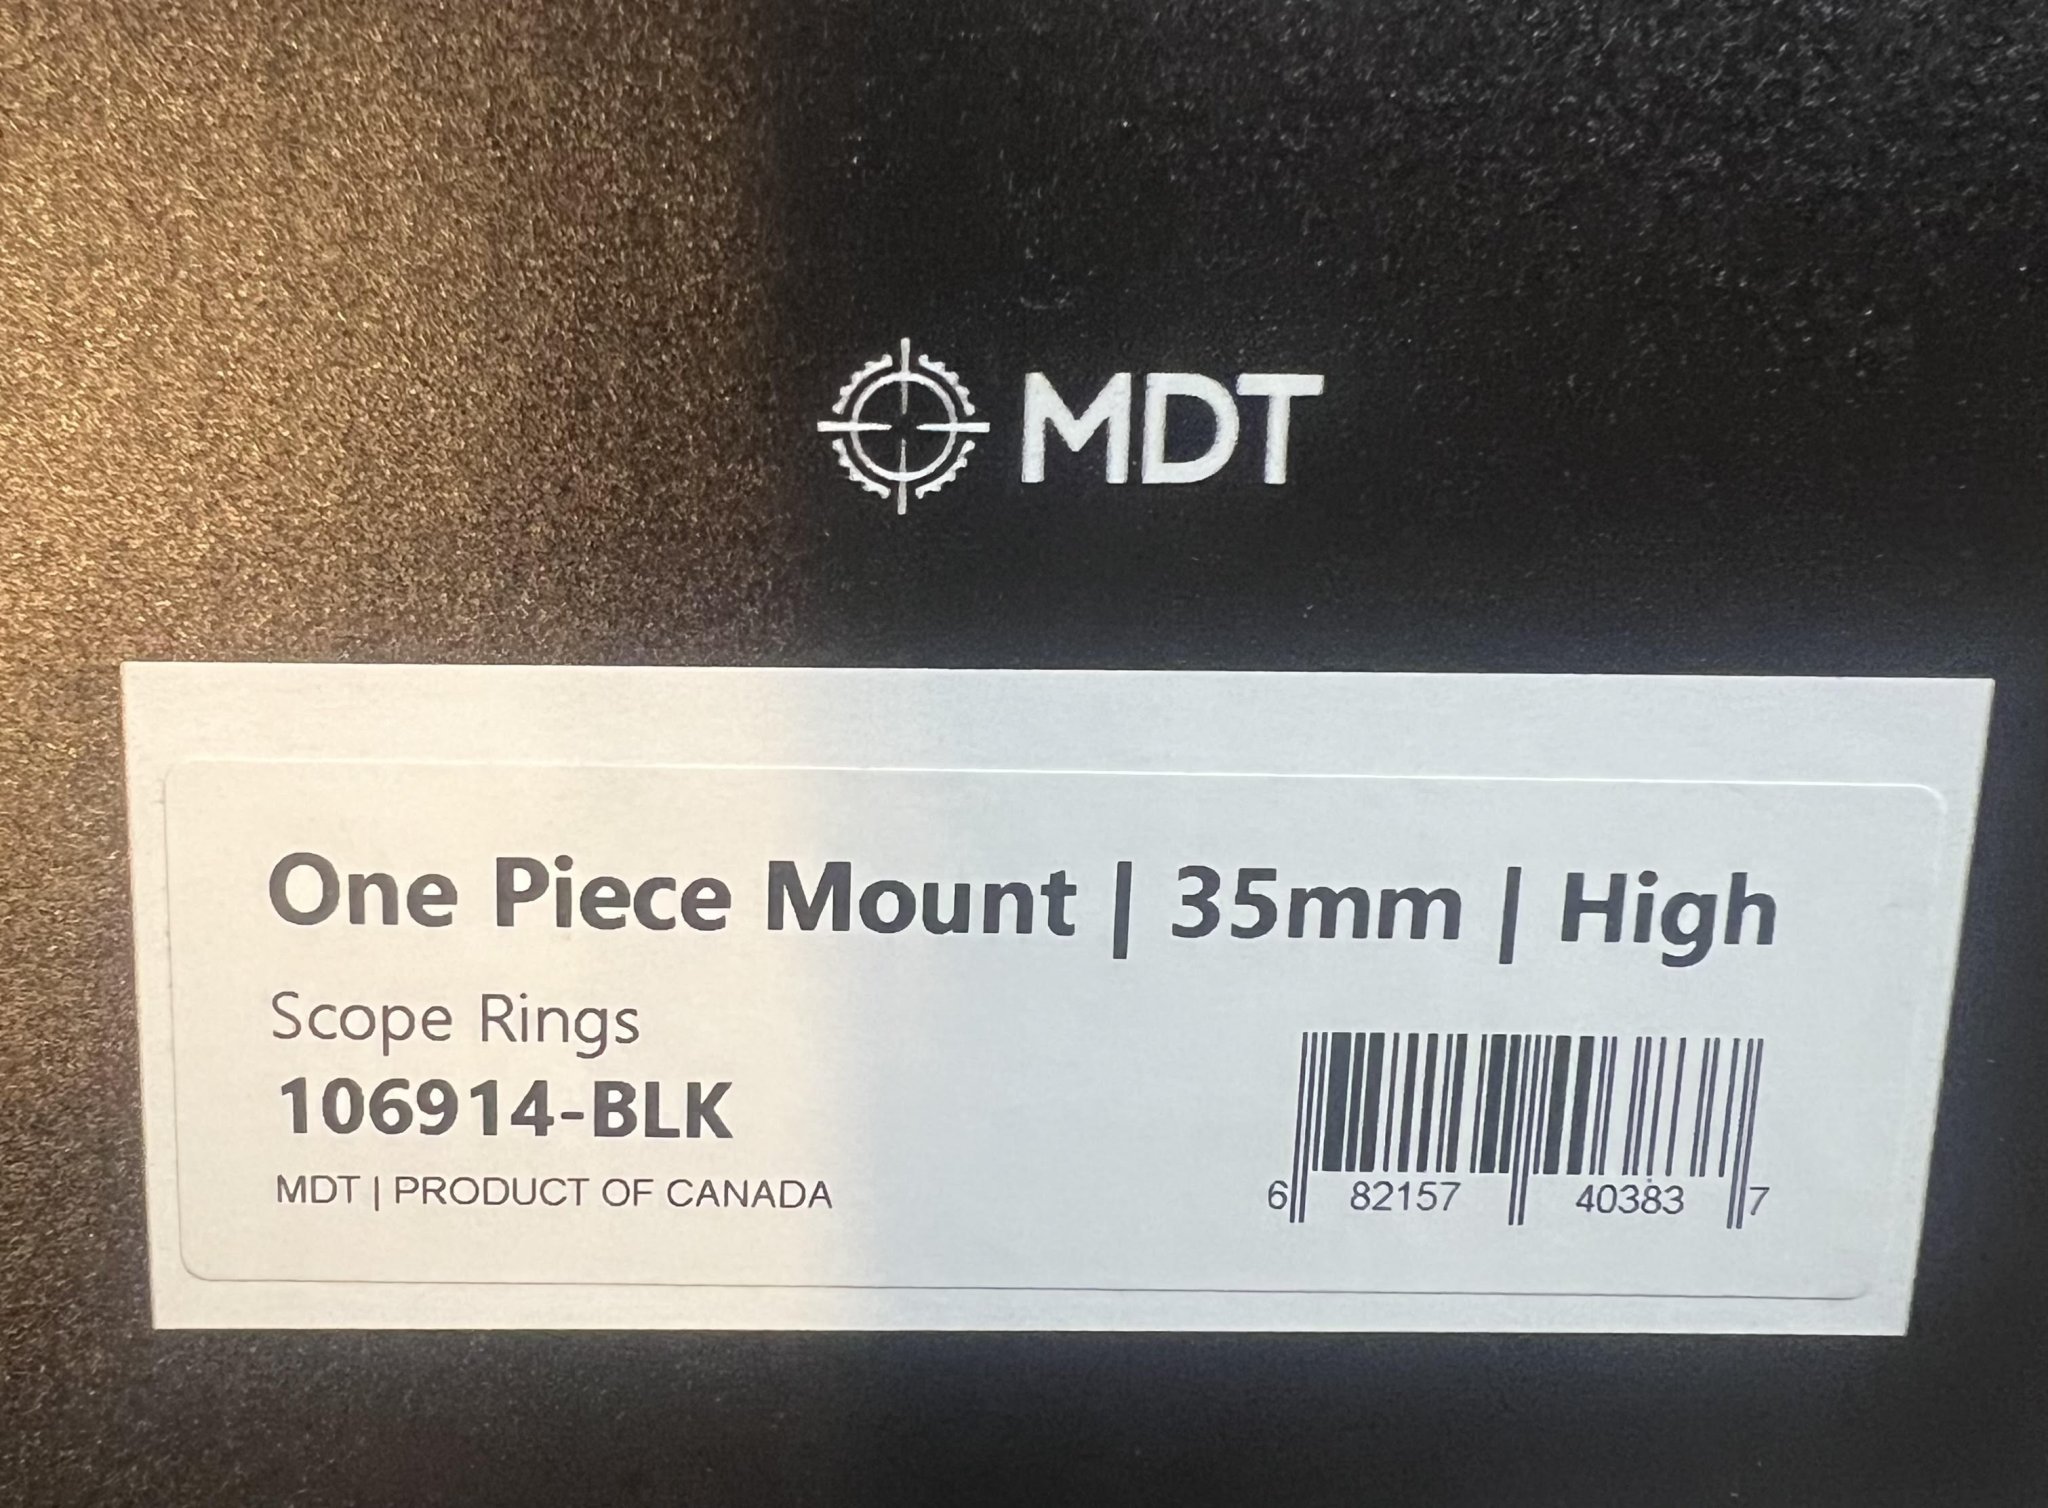 MDT
One Piece Mount | 35mm | High
Scope Rings
106914-BLK
MDT | PRODUCT OF CANADA
6 82157 40383 7